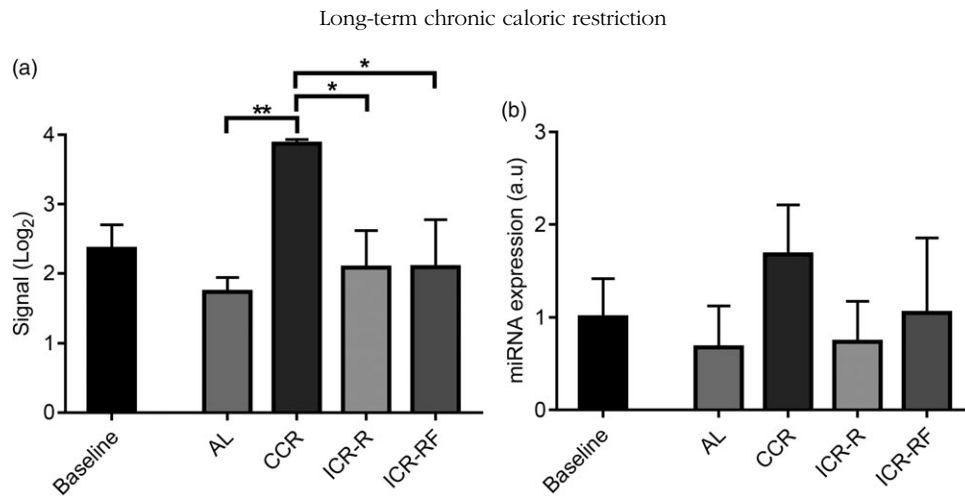 Long-term chronic caloric restriction
(a)
Signal (Log₂)
4
3
2
1
0
**
*
*
Baseline
AL
CCR
ICR-R
ICR-RF
(b)
miRNA expression (a.u)
3
2
1
0
Baseline
AL
CCR
ICR-R
ICR-RF